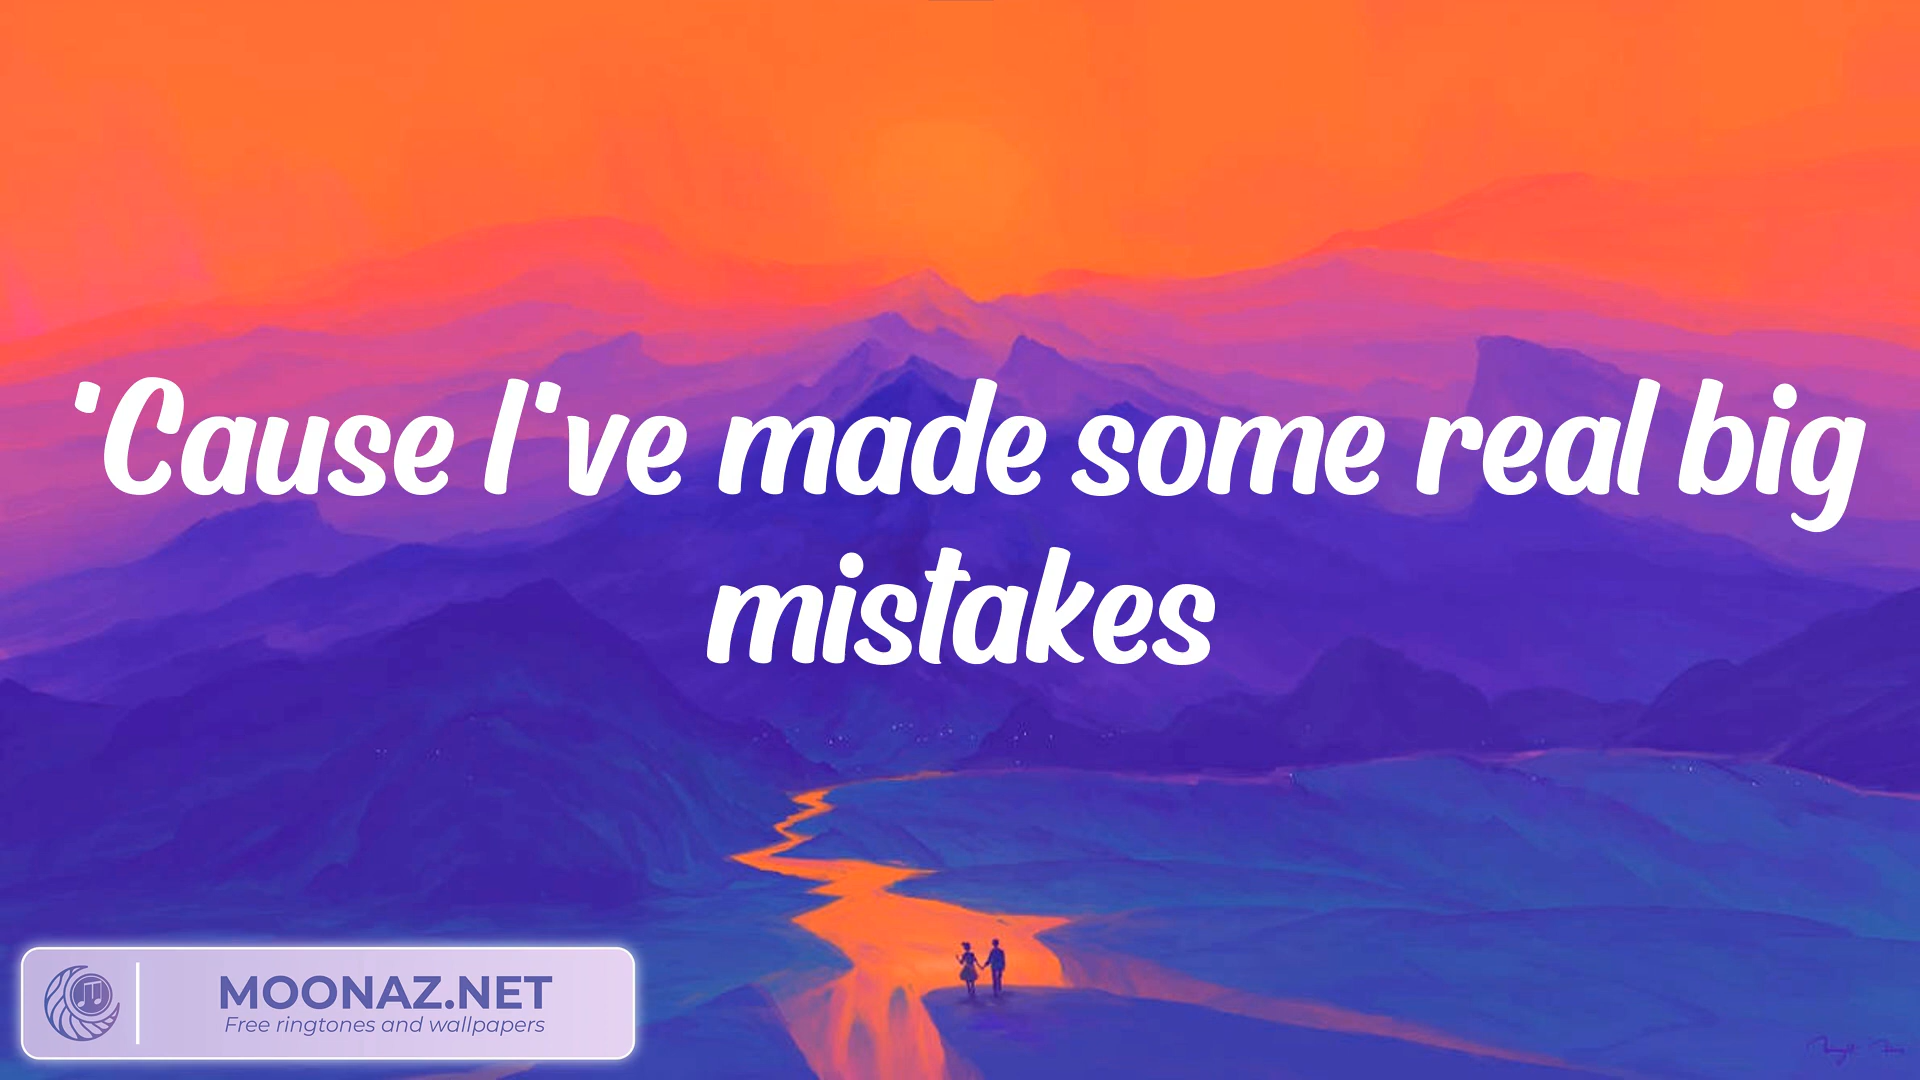 'Cause I've made some real big
mistakes
MOONAZ.NET
Free ringtones and wallpapers